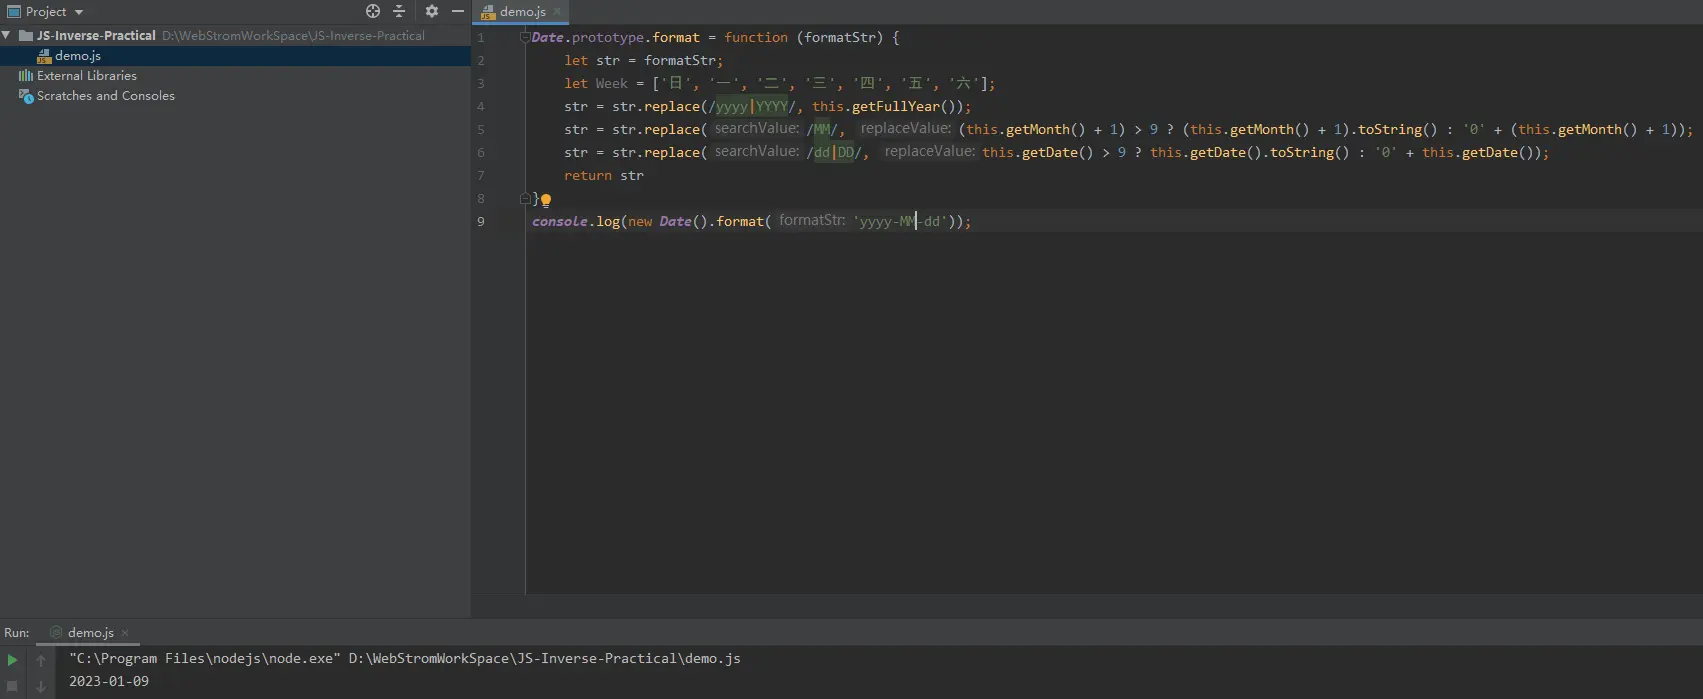 Project
demo.js
JS-Inverse-Practical D:\WebStromWorkSpace\JS-Inverse-Practical
demo.js
External Libraries
Scratches and Consoles
1 Date.prototype.format = function (formatStr) {
2 let str = formatStr;
3 let Week = ['日', '一', '二', '三', '四', '五', '六'];
4 str = str.replace(/yyyy|YYYY/, this.getFullYear());
5 str = str.replace( searchValue: /MM/, replaceValue: (this.getMonth() + 1) > 9 ? (this.getMonth() + 1).toString() : '0' + (this.getMonth() + 1));
6 str = str.replace( searchValue: /dd|DD/, replaceValue: this.getDate() > 9 ? this.getDate().toString() : '0' + this.getDate());
7 return str
8 }
9 console.log(new Date().format( formatStr: 'yyyy-MM-dd'));
Run: demo.js
"C:\Program Files\nodejs\node.exe" D:\WebStromWorkSpace\JS-Inverse-Practical\demo.js
2023-01-09